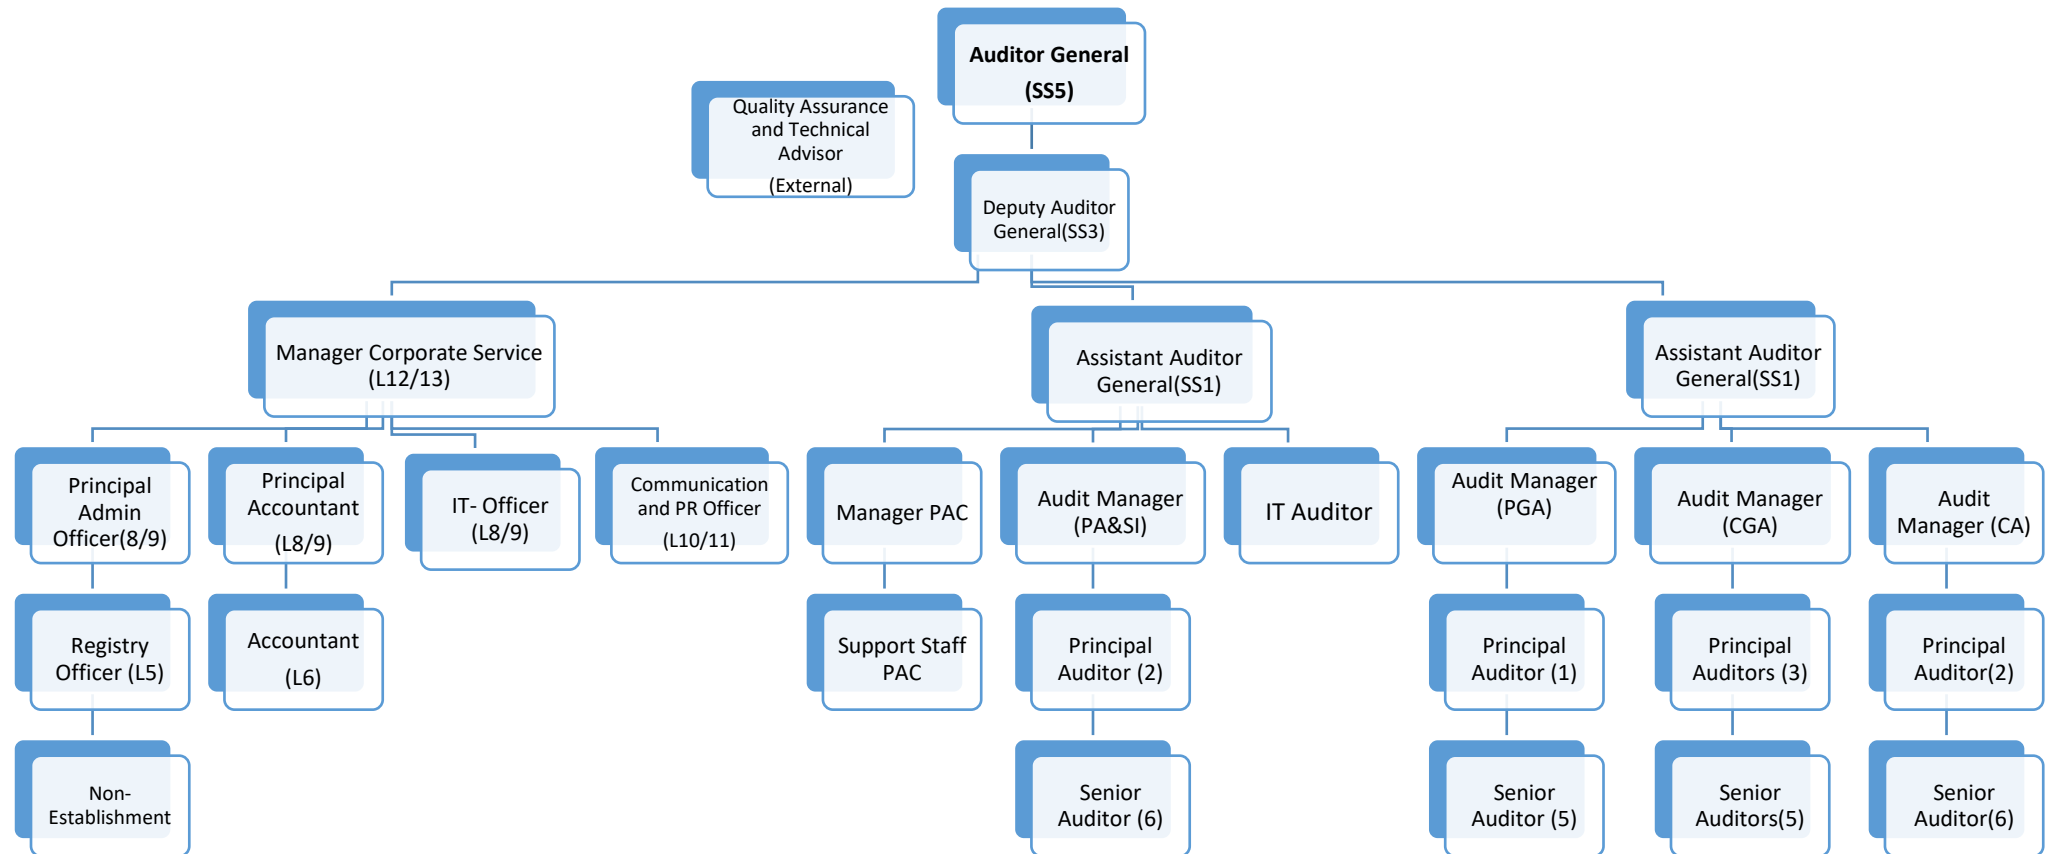 Auditor General
(SS5)
Quality Assurance
and Technical
Advisor
(External)
Deputy Auditor
General(SS3)
Manager Corporate Service
(L12/13)
Assistant Auditor
General(SS1)
Assistant Auditor
General(SS1)
Principal
Admin
Officer(8/9)
Principal
Accountant
(L8/9)
IT- Officer
(L8/9)
Communication
and PR Officer
(L10/11)
Manager PAC
Audit Manager
(PA&SI)
IT Auditor
Audit Manager
(PGA)
Audit Manager
(CGA)
Audit
Manager (CA)
Registry
Officer (L5)
Accountant
(L6)
Support Staff
PAC
Principal
Auditor (2)
Principal
Auditor (1)
Principal
Auditors (3)
Principal
Auditor(2)
Non-
Establishment
Senior
Auditor (6)
Senior
Auditor (5)
Senior
Auditors(5)
Senior
Auditor(6)